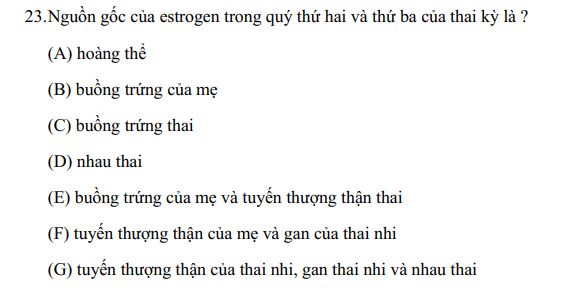 23.Nguồn gốc của estrogen trong quý thứ hai và thứ ba của thai kỳ là ?
(A) hoàng thể
(B) buồng trứng của mẹ
(C) buồng trứng thai
(D) nhau thai
(E) buồng trứng của mẹ và tuyến thượng thận thai
(F) tuyến thượng thận của mẹ và gan của thai nhi
(G) tuyến thượng thận của thai nhi, gan thai nhi và nhau thai